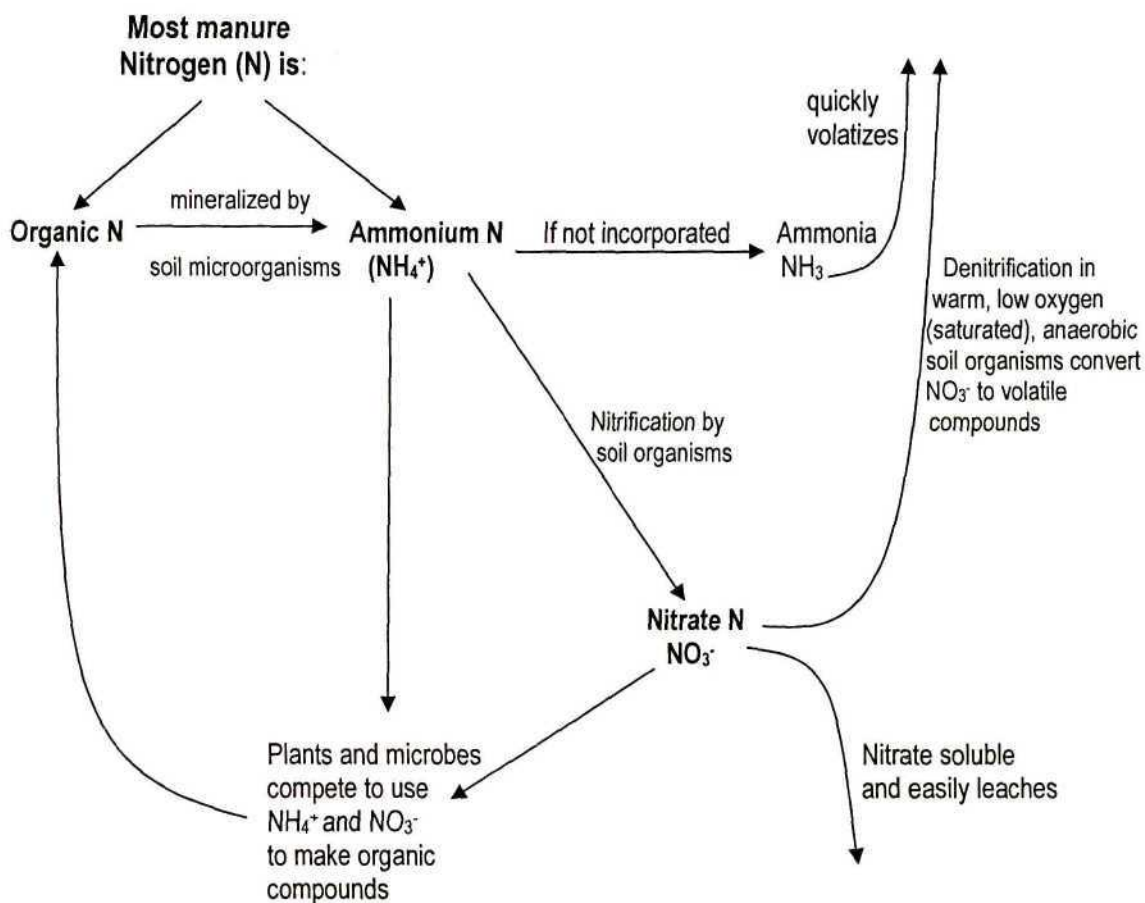 Most manure
Nitrogen (N) is:
quickly
volatizes
mineralized by
Organic N
soil microorganisms
Ammonium N
(NH₄⁺)
If not incorporated
Ammonia
NH₃
Denitrification in
warm, low oxygen
(saturated), anaerobic
soil organisms convert
NO₃⁻ to volatile
compounds
Nitrification by
soil organisms
Nitrate N
NO₃⁻
Plants and microbes
compete to use
NH₄⁺ and NO₃⁻
to make organic
compounds
Nitrate soluble
and easily leaches